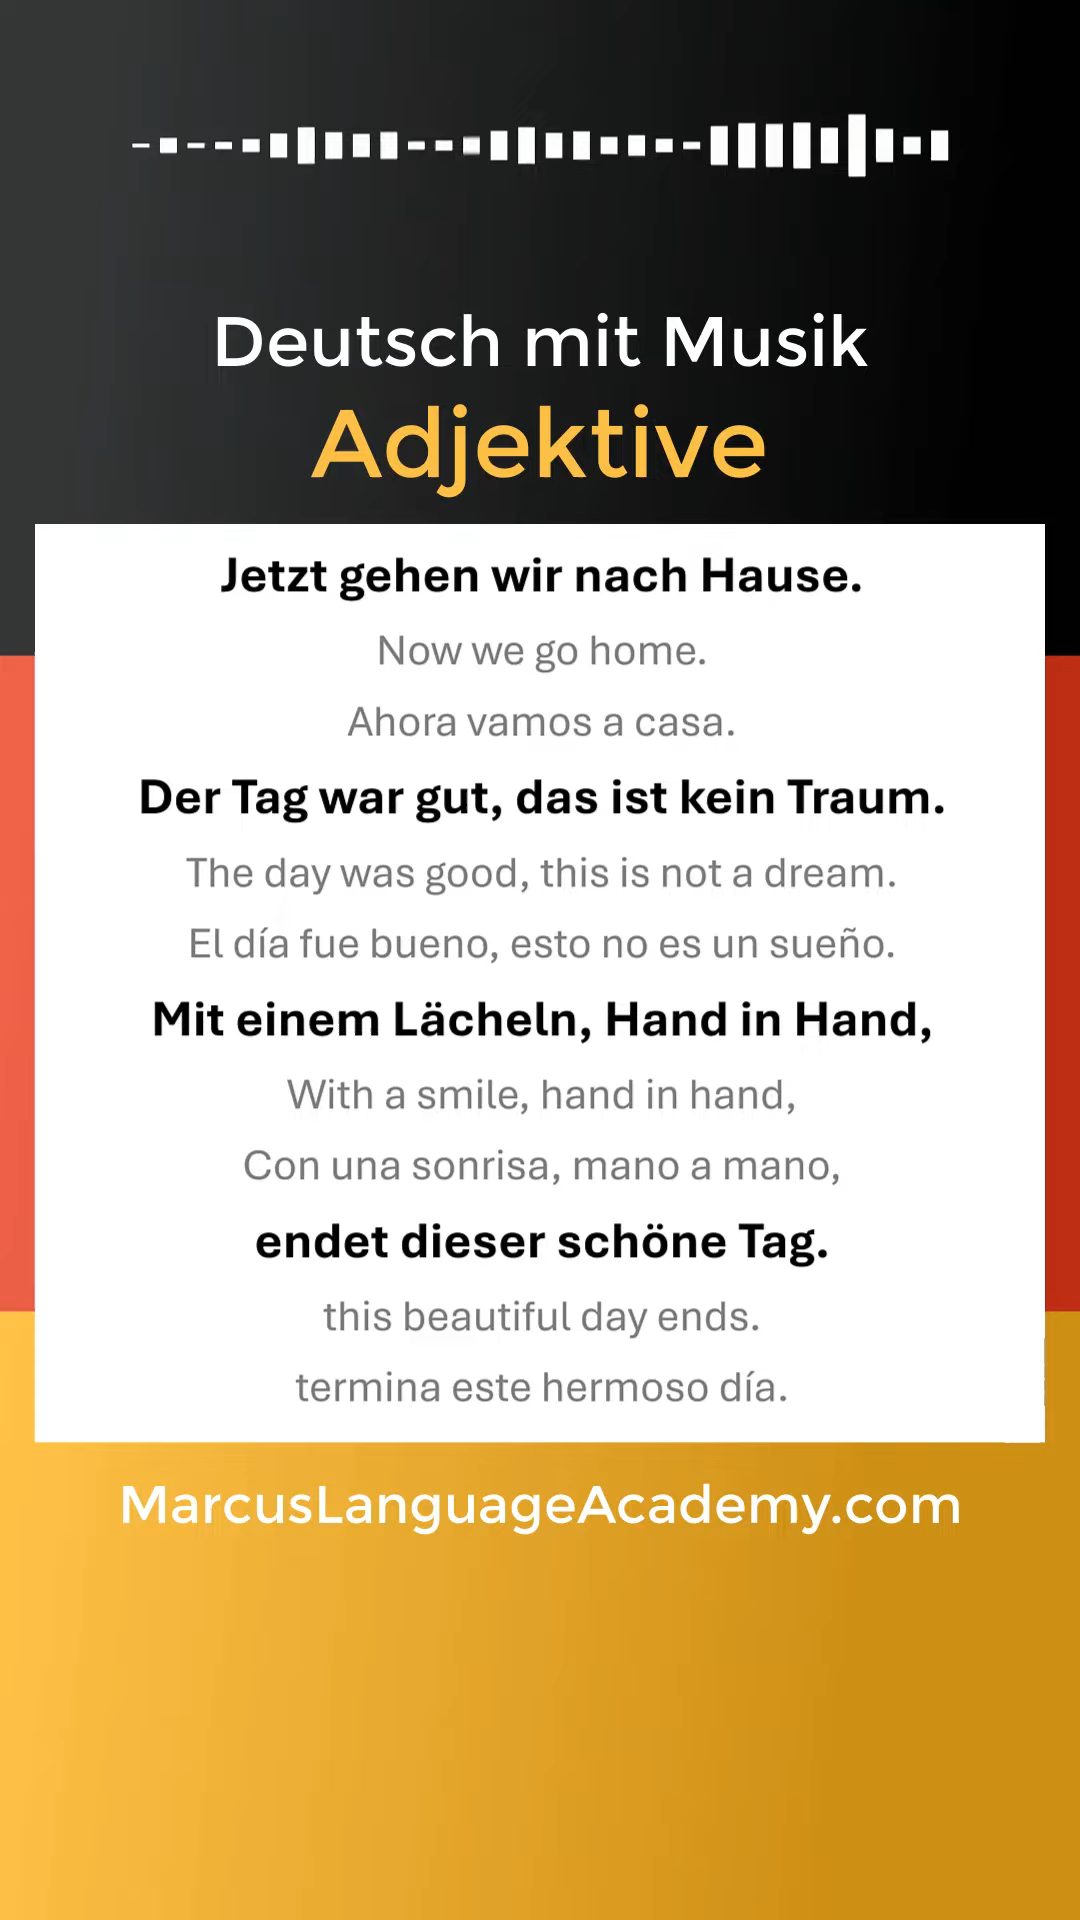 Deutsch mit Musik
Adjektive
Jetzt gehen wir nach Hause.
Now we go home.
Ahora vamos a casa.
Der Tag war gut, das ist kein Traum.
The day was good, this is not a dream.
El día fue bueno, esto no es un sueño.
Mit einem Lächeln, Hand in Hand,
With a smile, hand in hand,
Con una sonrisa, mano a mano,
endet dieser schöne Tag.
this beautiful day ends.
termina este hermoso día.
MarcusLanguageAcademy.com